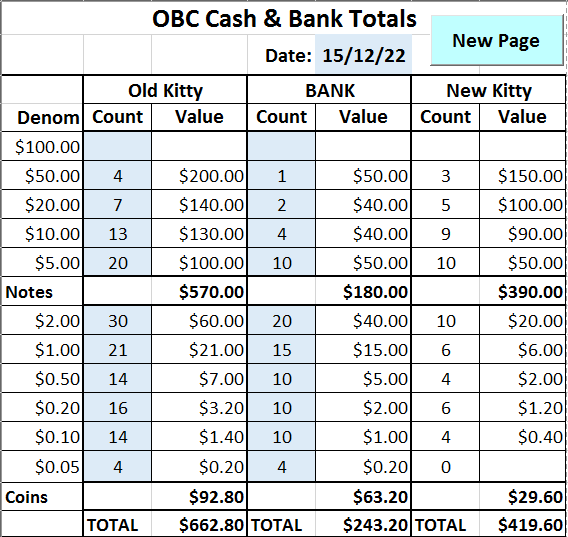 OBC Cash & Bank Totals
New Page
Date: 15/12/22
Old Kitty BANK New Kitty
Denom Count Value Count Value Count Value
$100.00
$50.00 4 $200.00 1 $50.00 3 $150.00
$20.00 7 $140.00 2 $40.00 5 $100.00
$10.00 13 $130.00 4 $40.00 9 $90.00
$5.00 20 $100.00 10 $50.00 10 $50.00
Notes $570.00 $180.00 $390.00
$2.00 30 $60.00 20 $40.00 10 $20.00
$1.00 21 $21.00 15 $15.00 6 $6.00
$0.50 14 $7.00 10 $5.00 4 $2.00
$0.20 16 $3.20 10 $2.00 6 $1.20
$0.10 14 $1.40 10 $1.00 4 $0.40
$0.05 4 $0.20 4 $0.20 0
Coins $92.80 $63.20 $29.60
TOTAL $662.80 TOTAL $243.20 TOTAL $419.60